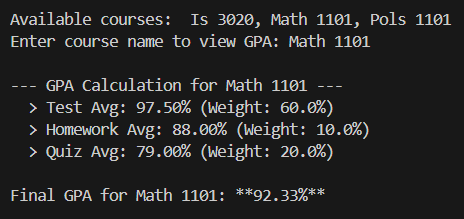 Available courses:  Is 3020, Math 1101, Pols 1101
Enter course name to view GPA: Math 1101

--- GPA Calculation for Math 1101 ---
  > Test Avg: 97.50% (Weight: 60.0%)
  > Homework Avg: 88.00% (Weight: 10.0%)
  > Quiz Avg: 79.00% (Weight: 20.0%)

Final GPA for Math 1101: **92.33%**